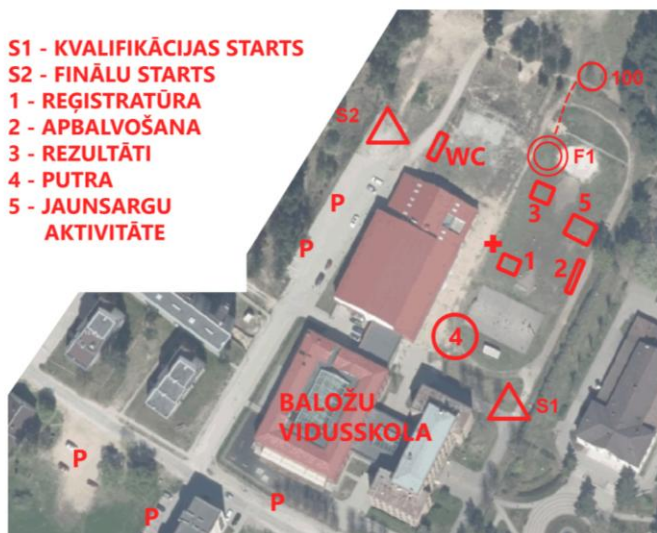 S1 - KVALIFIKĀCIJAS STARTS
S2 - FINĀLU STARTS
1 - REĢISTRATŪRA
2 - APBALVOŠANA
3 - REZULTĀTI
4 - PUTRA
5 - JAUNSARGU
AKTIVITĀTE
100
S2
WC
F1
P
3
5
P
1
2
4
BALOŽU
VIDUSSKOLA
S1
P
P
P